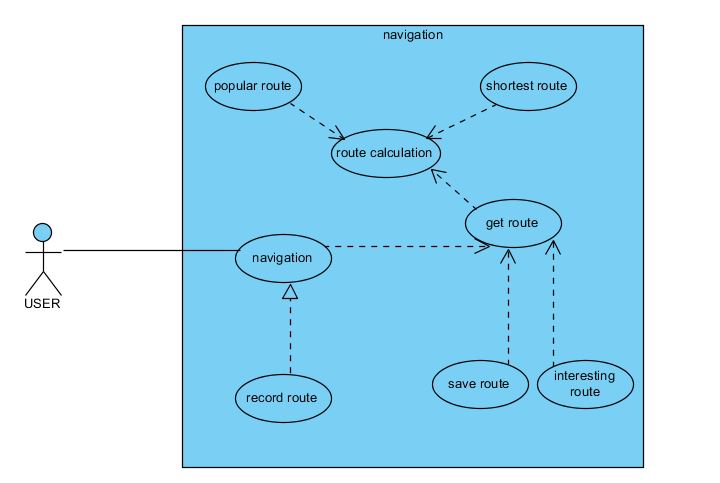 navigation
popular route
shortest route
route calculation
get route
navigation
USER
record route
save route
interesting
route